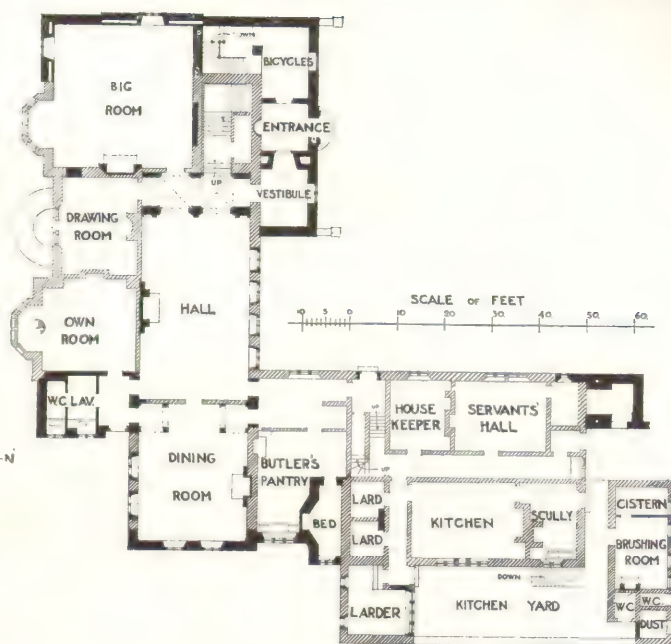 DOWN
BICYCLES
BIG
ROOM
ENTRANCE
UP
VESTIBULE
DRAWING
ROOM
HALL
SCALE OF FEET
10. 5 0 10. 20. 30. 40. 50. 60.
OWN
ROOM
W.C. LAV.
UP
HOUSE
KEEPER
SERVANTS'
HALL
N
DINING
ROOM
BUTLER'S
PANTRY
UP
BED
LARD
LARD
KITCHEN
SCULLY
CISTERN
BRUSHING
ROOM
DOWN
LARDER
KITCHEN YARD
WC
W.C.
DUST